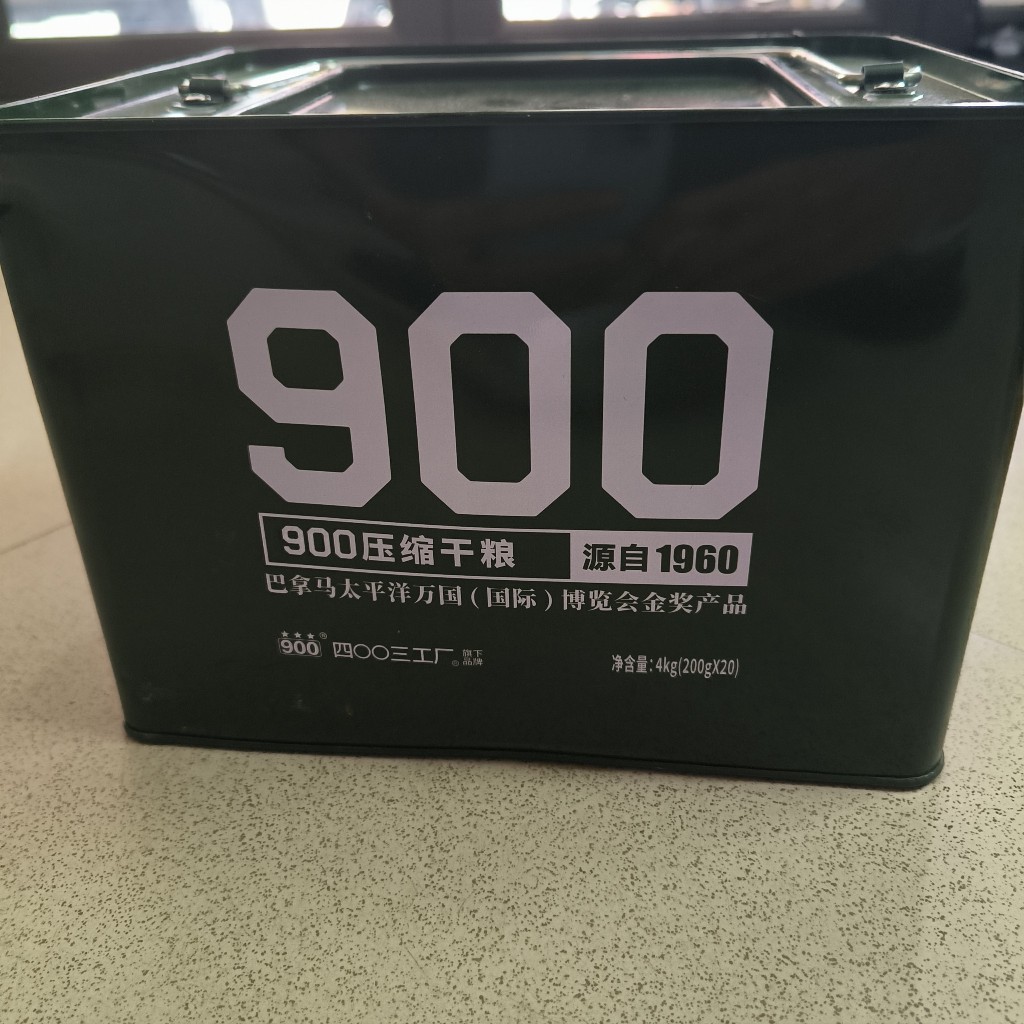 900
900压缩干粮 源自1960
巴拿马太平洋万国(国际)博览会金奖产品
900® 四〇〇三工厂® 旗下品牌
净含量:4kg(200gX20)